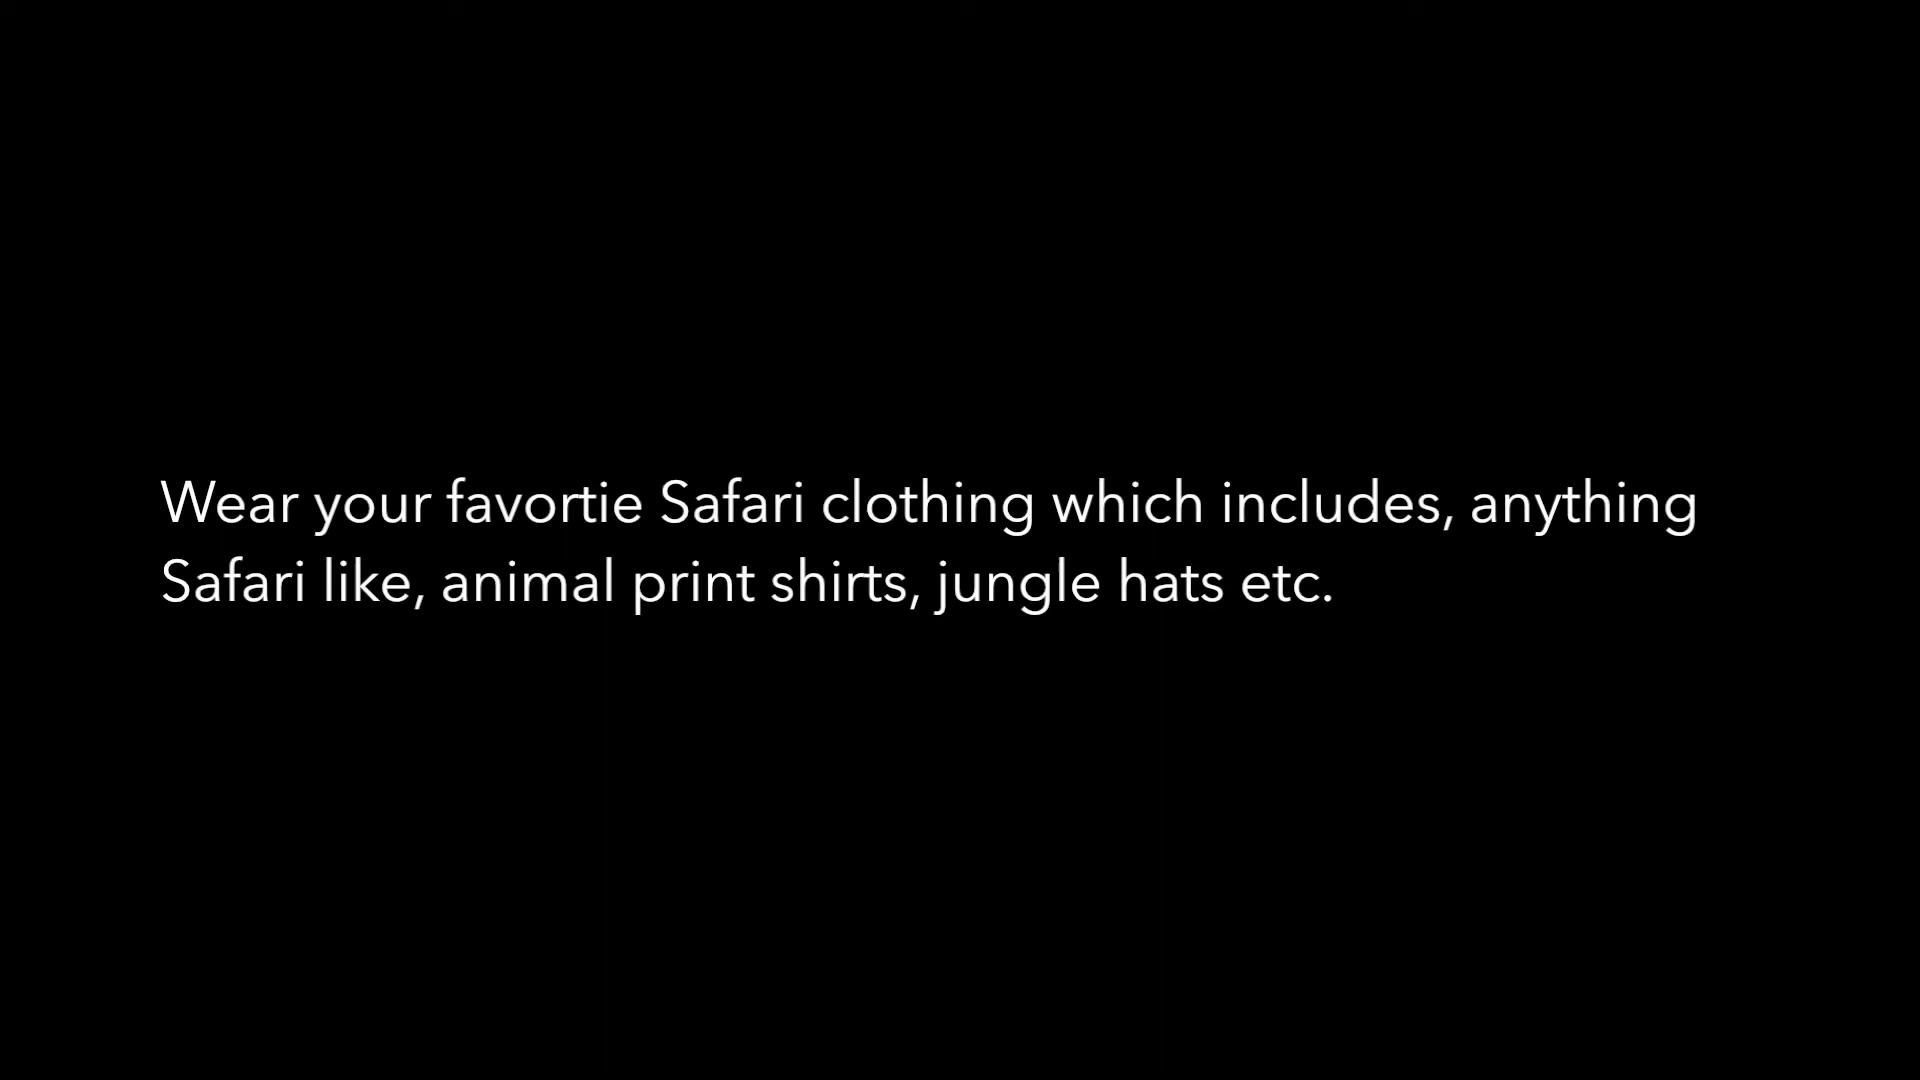 Wear your favortie Safari clothing which includes, anything
Safari like, animal print shirts, jungle hats etc.